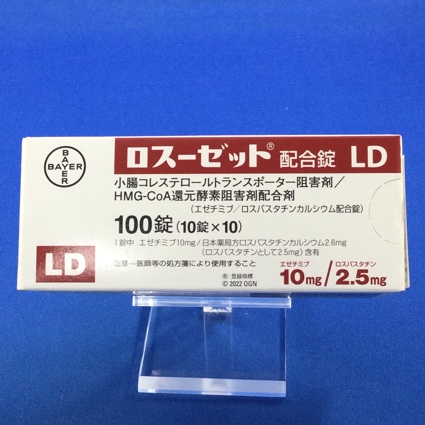 BAYER
BAYER
ロスーゼット® 配合錠 LD
小腸コレステロールトランスポーター阻害剤/
HMG-CoA還元酵素阻害剤配合剤
(エゼチミブ/ロスバスタチンカルシウム配合錠)
100錠(10錠×10)
1錠中 エゼチミブ10mg/日本薬局方ロスバスタチンカルシウム2.6mg
(ロスバスタチンとして2.5mg)含有
LD
注意-医師等の処方箋により使用すること
®登録商標
©2022 OGN
エゼチミブ ロスバスタチン
10mg/2.5mg